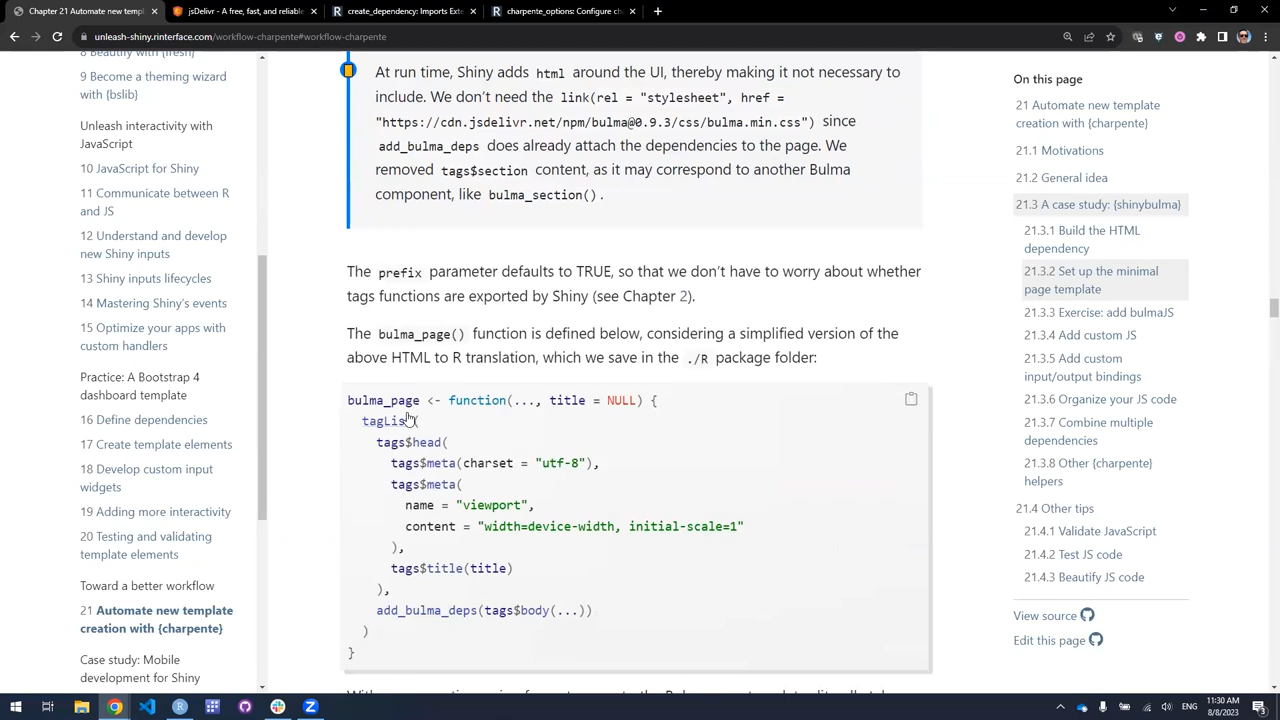 Chapter 21 Automate new templ
jsDelivr - A free, fast, and reliable
create_dependency: Imports Exte
charpente_options: Configure ch
unleash-shiny.rinterface.com/workflow-charpente#workflow-charpente
8 Beautify with {fresh}
9 Become a theming wizard
with {bslib}
Unleash interactivity with
JavaScript
10 JavaScript for Shiny
11 Communicate between R
and JS
12 Understand and develop
new Shiny inputs
13 Shiny inputs lifecycles
14 Mastering Shiny's events
15 Optimize your apps with
custom handlers
Practice: A Bootstrap 4
dashboard template
16 Define dependencies
17 Create template elements
18 Develop custom input
widgets
19 Adding more interactivity
20 Testing and validating
template elements
Toward a better workflow
21 Automate new template
creation with {charpente}
Case study: Mobile
development for Shiny
At run time, Shiny adds html around the UI, thereby making it not necessary to
include. We don't need the link(rel = "stylesheet", href =
"https://cdn.jsdelivr.net/npm/bulma@0.9.3/css/bulma.min.css") since
add_bulma_deps does already attach the dependencies to the page. We
removed tags$section content, as it may correspond to another Bulma
component, like bulma_section().
The prefix parameter defaults to TRUE, so that we don't have to worry about whether
tags functions are exported by Shiny (see Chapter 2).
The bulma_page() function is defined below, considering a simplified version of the
above HTML to R translation, which we save in the ./R package folder:
bulma_page <- function(..., title = NULL) {
tagList(
tags$head(
tags$meta(charset = "utf-8"),
tags$meta(
name = "viewport",
content = "width=device-width, initial-scale=1"
),
tags$title(title)
),
add_bulma_deps(tags$body(...))
)
}
On this page
21 Automate new template
creation with {charpente}
21.1 Motivations
21.2 General idea
21.3 A case study: {shinybulma}
21.3.1 Build the HTML
dependency
21.3.2 Set up the minimal
page template
21.3.3 Exercise: add bulmaJS
21.3.4 Add custom JS
21.3.5 Add custom
input/output bindings
21.3.6 Organize your JS code
21.3.7 Combine multiple
dependencies
21.3.8 Other {charpente}
helpers
21.4 Other tips
21.4.1 Validate JavaScript
21.4.2 Test JS code
21.4.3 Beautify JS code
View source
Edit this page
ENG
11:30 AM
8/8/2023